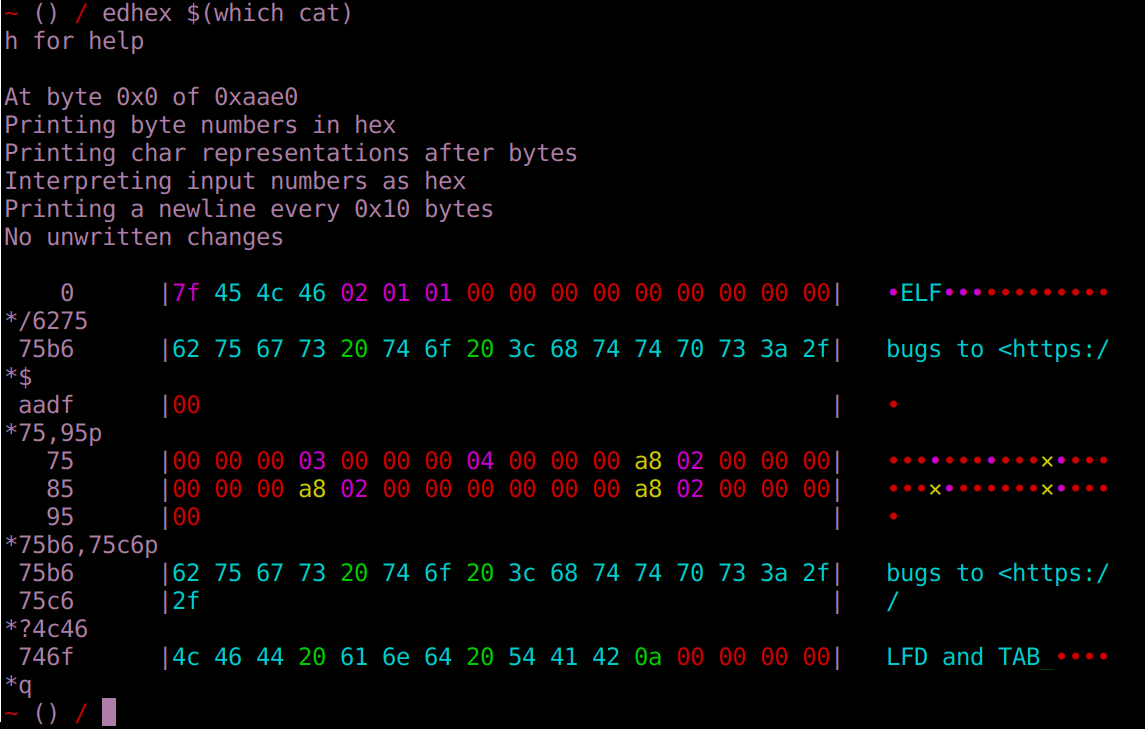 ~ () / edhex $(which cat)
h for help

At byte 0x0 of 0xaae0
Printing byte numbers in hex
Printing char representations after bytes
Interpreting input numbers as hex
Printing a newline every 0x10 bytes
No unwritten changes

    0      |7f 45 4c 46 02 01 01 00 00 00 00 00 00 00 00 00|   •ELF••••••••••••
*/6275
 75b6      |62 75 67 73 20 74 6f 20 3c 68 74 74 70 73 3a 2f|   bugs to <https:/
*$
 aadf      |00                                             |   •
*75,95p
   75      |00 00 00 03 00 00 00 04 00 00 00 a8 02 00 00 00|   •••••••••••×••••
   85      |00 00 00 a8 02 00 00 00 00 00 00 a8 02 00 00 00|   •••×•••••••×••••
   95      |00                                             |   •
*75b6,75c6p
 75b6      |62 75 67 73 20 74 6f 20 3c 68 74 74 70 73 3a 2f|   bugs to <https:/
 75c6      |2f                                             |   /
*?4c46
 746f      |4c 46 44 20 61 6e 64 20 54 41 42 0a 00 00 00 00|   LFD and TAB_••••
*q
~ () /